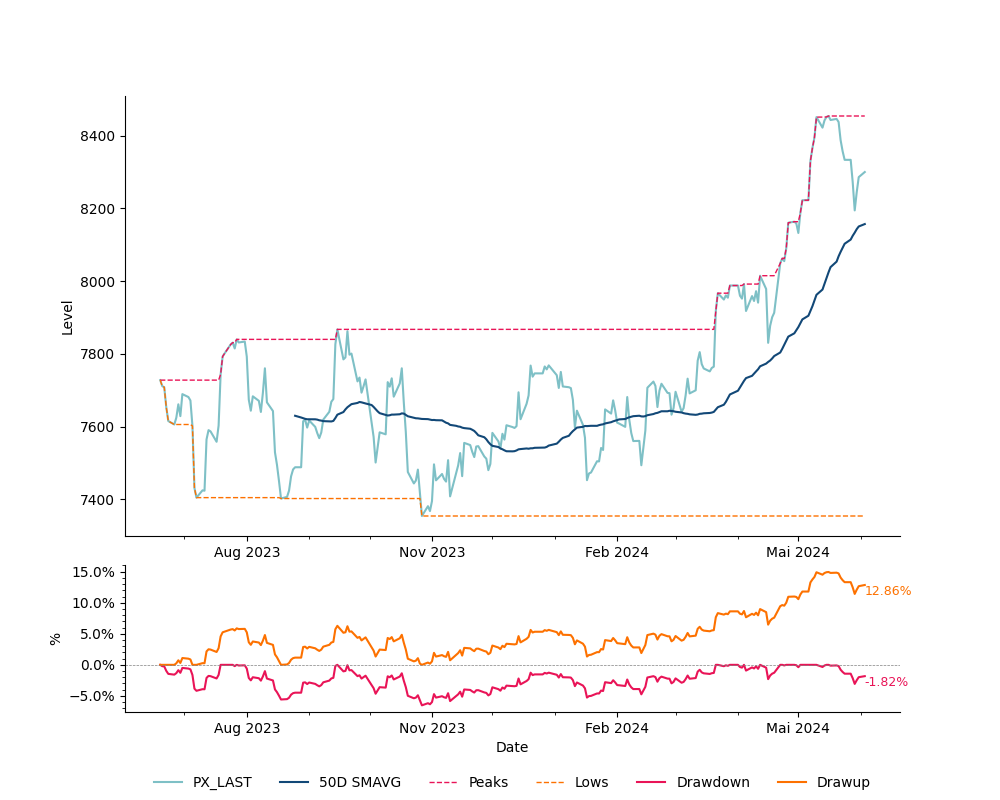 8400
8200
8000
7800
7600
7400
Level
Aug 2023 Nov 2023 Feb 2024 Mai 2024
15.0%
10.0%
5.0%
0.0%
−5.0%
%
12.86%
-1.82%
Aug 2023 Nov 2023 Feb 2024 Mai 2024
Date
PX_LAST 50D SMAVG Peaks Lows Drawdown Drawup